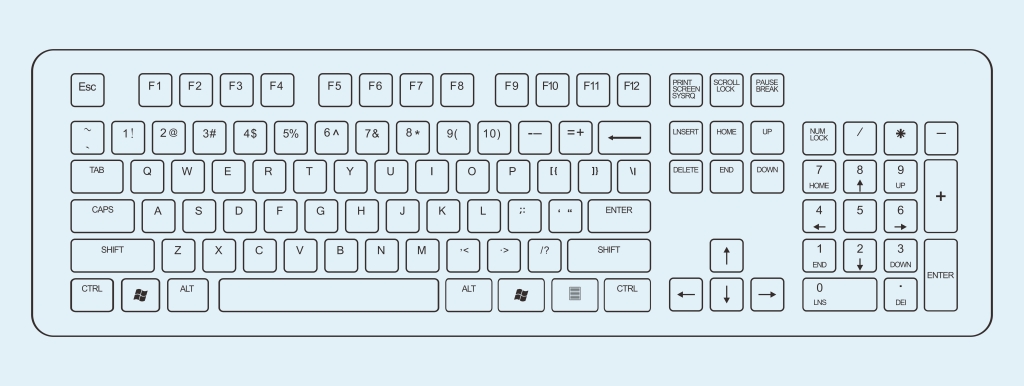 Esc F1 F2 F3 F4 F5 F6 F7 F8 F9 F10 F11 F12 PRINT SCREEN SYSRQ SCROLL LOCK PAUSE BREAK
~ ` 1! 2@ 3# 4$ 5% 6^ 7& 8* 9( 10) -— =+ ← LNSERT HOME UP NUM LOCK / * —
TAB Q W E R T Y U I O P [{ ]} \| DELETE END DOWN 7 HOME 8 ↑ 9 UP +
CAPS A S D F G H J K L ;: ‘ “ ENTER 4 ← 5 6 →
SHIFT Z X C V B N M ·< ·> /? SHIFT ↑ 1 END 2 ↓ 3 DOWN ENTER
CTRL ALT ALT CTRL ← ↓ → 0 LNS . DEI